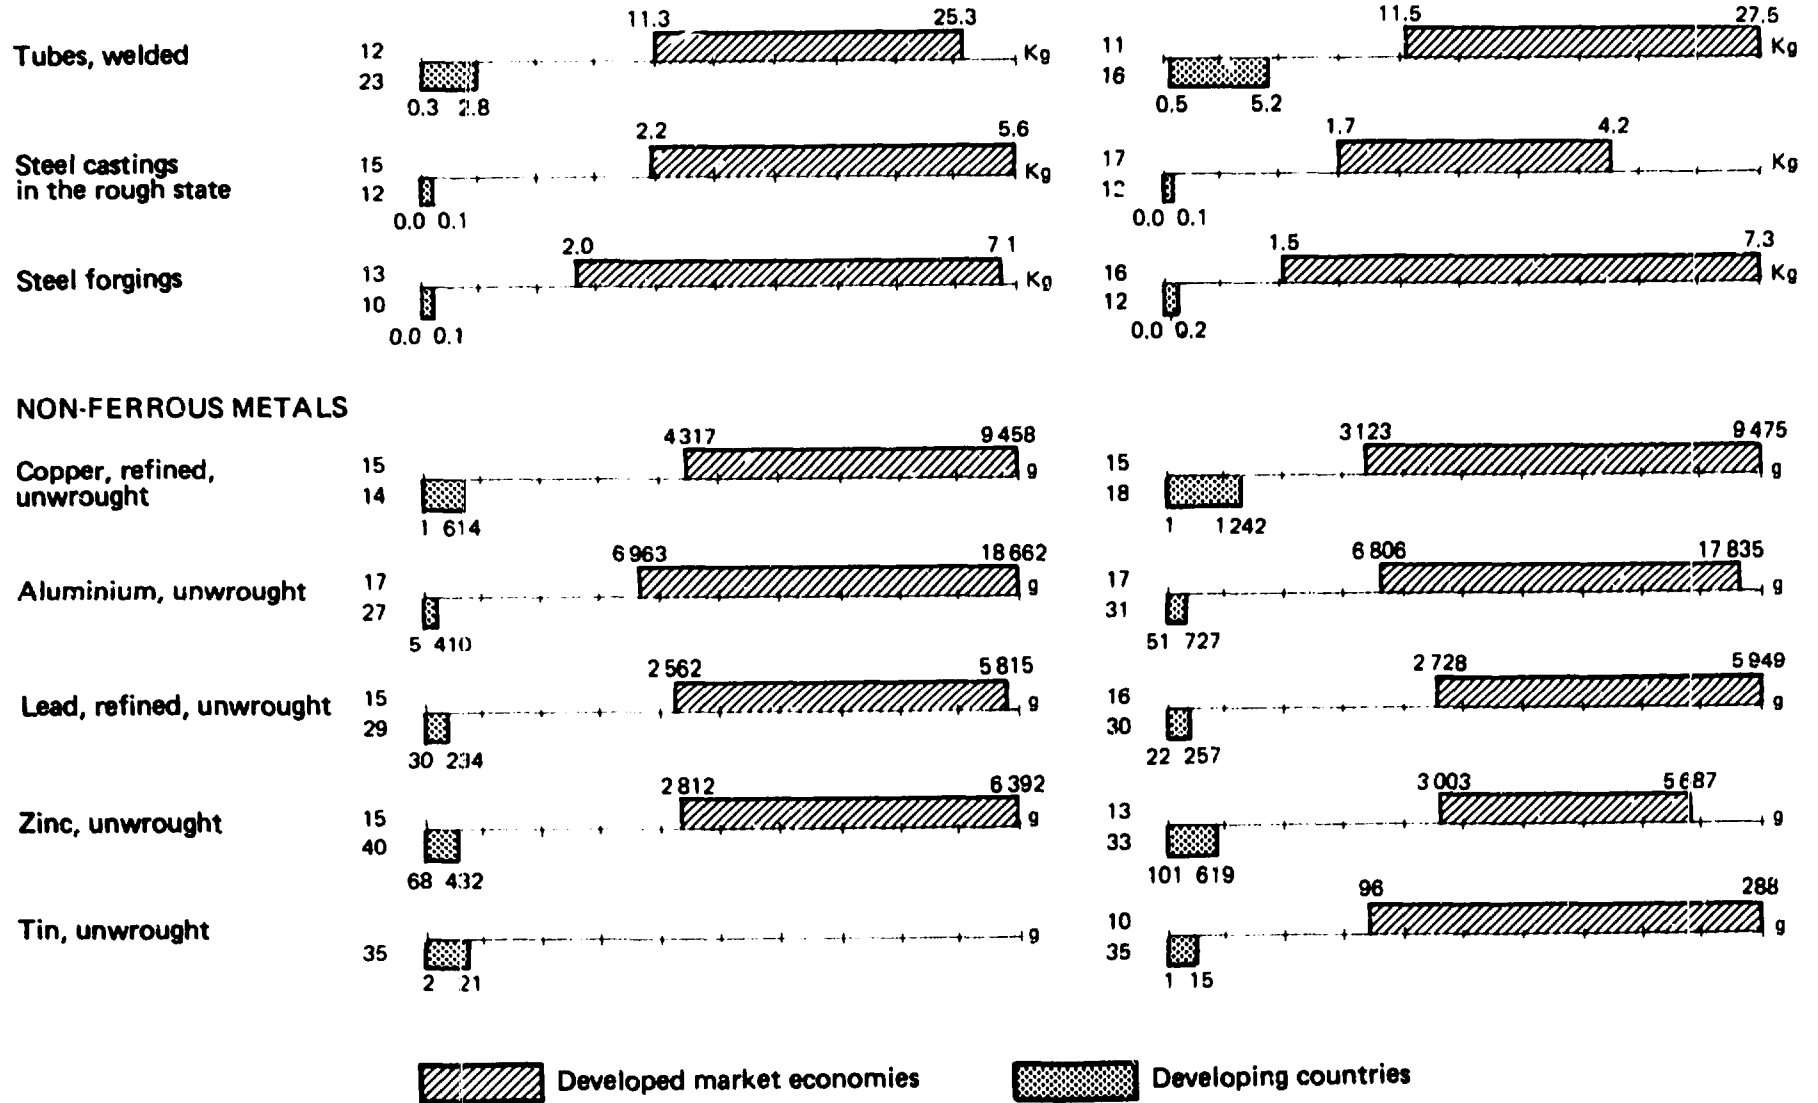 11.3 25.3 11.5 27.5
Tubes, welded 12 Kg 11 Kg
23 16
0.3 2.8 0.5 5.2
2.2 5.6 1.7 4.2
Steel castings 15 Kg 17 Kg
in the rough state 12 12
0.0 0.1 0.0 0.1
2.0 7 1 1.5 7.3
Steel forgings 13 Kg 16 Kg
10 12
0.0 0.1 0.0 0.2
NON-FERROUS METALS
4 317 9 458 3 123 9 475
Copper, refined, 15 g 15 g
unwrought 14 18
1 614 1 1 242
6 963 18 662 6 806 17 835
Aluminium, unwrought 17 g 17 g
27 31
5 410 51 727
2 562 5 815 2 728 5 949
Lead, refined, unwrought 15 g 16 g
29 30
30 234 22 257
2 812 6 392 3 003 5 687
Zinc, unwrought 15 g 13 g
40 33
68 432 101 619
96 288
Tin, unwrought g 10 g
35 35
2 21 1 15
Developed market economies Developing countries